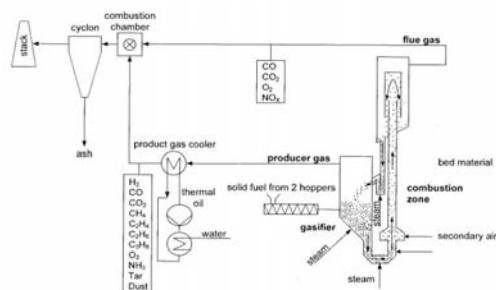 combustion
chamber
cyclon
stack
flue gas
CO
CO2
O2
NOX
ash
product gas cooler
producer gas
bed material
thermal
oil
solid fuel from 2 hoppers
combustion
zone
steam
H2
CO
CO2
CH4
C2H4
C2H6
C3H8
O2
NH3
Tar
Dust
water
gasifier
secondary air
steam
steam